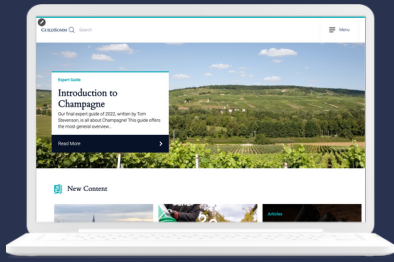 GUILDSOMM
Search
Menu
Expert Guide
Introduction to
Champagne
Our final expert guide of 2022, written by Tom
Stevenson, is all about Champagne! This guide offers
the most general overview...
Read More
New Content
Articles